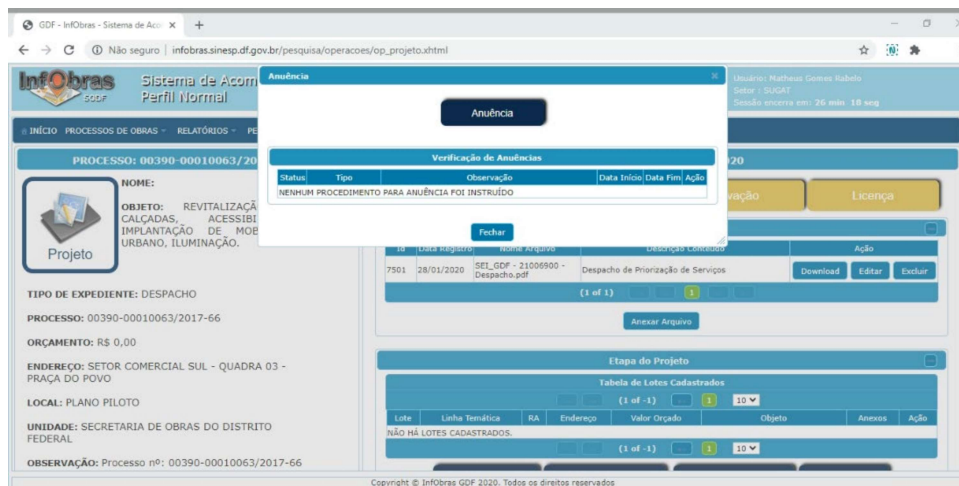 GDF - InfObras - Sistema de Aco
Não seguro | infobras.sinesp.df.gov.br/pesquisa/operacoes/op_projeto.xhtml
InfObras
SODF
Sistema de Acom
Perfil Normal
Usuário: Matheus Gomes Rabelo
Setor : SUGAT
Sessão encerra em: 26 min 18 seg
INÍCIO PROCESSOS DE OBRAS RELATÓRIOS PE
Anuência
Anuência
Verificação de Anuências
Status Tipo Observação Data Início Data Fim Ação
NENHUM PROCEDIMENTO PARA ANUÊNCIA FOI INSTRUÍDO
Fechar
PROCESSO: 00390-00010063/20
20
NOME:
OBJETO: REVITALIZAÇÃ
CALÇADAS, ACESSIBI
IMPLANTAÇÃO DE MOB
URBANO, ILUMINAÇÃO.
Projeto
vação
Licença
Id Data Registro Nome Arquivo Descrição Conteúdo Ação
7501 28/01/2020 SEI_GDF - 21006900 - Despacho.pdf Despacho de Priorização de Serviços Download Editar Excluir
(1 of 1) 1
Anexar Arquivo
TIPO DE EXPEDIENTE: DESPACHO
PROCESSO: 00390-00010063/2017-66
ORÇAMENTO: R$ 0,00
ENDEREÇO: SETOR COMERCIAL SUL - QUADRA 03 -
PRAÇA DO POVO
LOCAL: PLANO PILOTO
UNIDADE: SECRETARIA DE OBRAS DO DISTRITO
FEDERAL
OBSERVAÇÃO: Processo nº: 00390-00010063/2017-66
Etapa do Projeto
Tabela de Lotes Cadastrados
(1 of -1) 1 10
Lote Linha Temática RA Endereço Valor Orçado Objeto Anexos Ação
NÃO HÁ LOTES CADASTRADOS.
(1 of -1) 1 10
Copyright © InfObras GDF 2020. Todos os direitos reservados